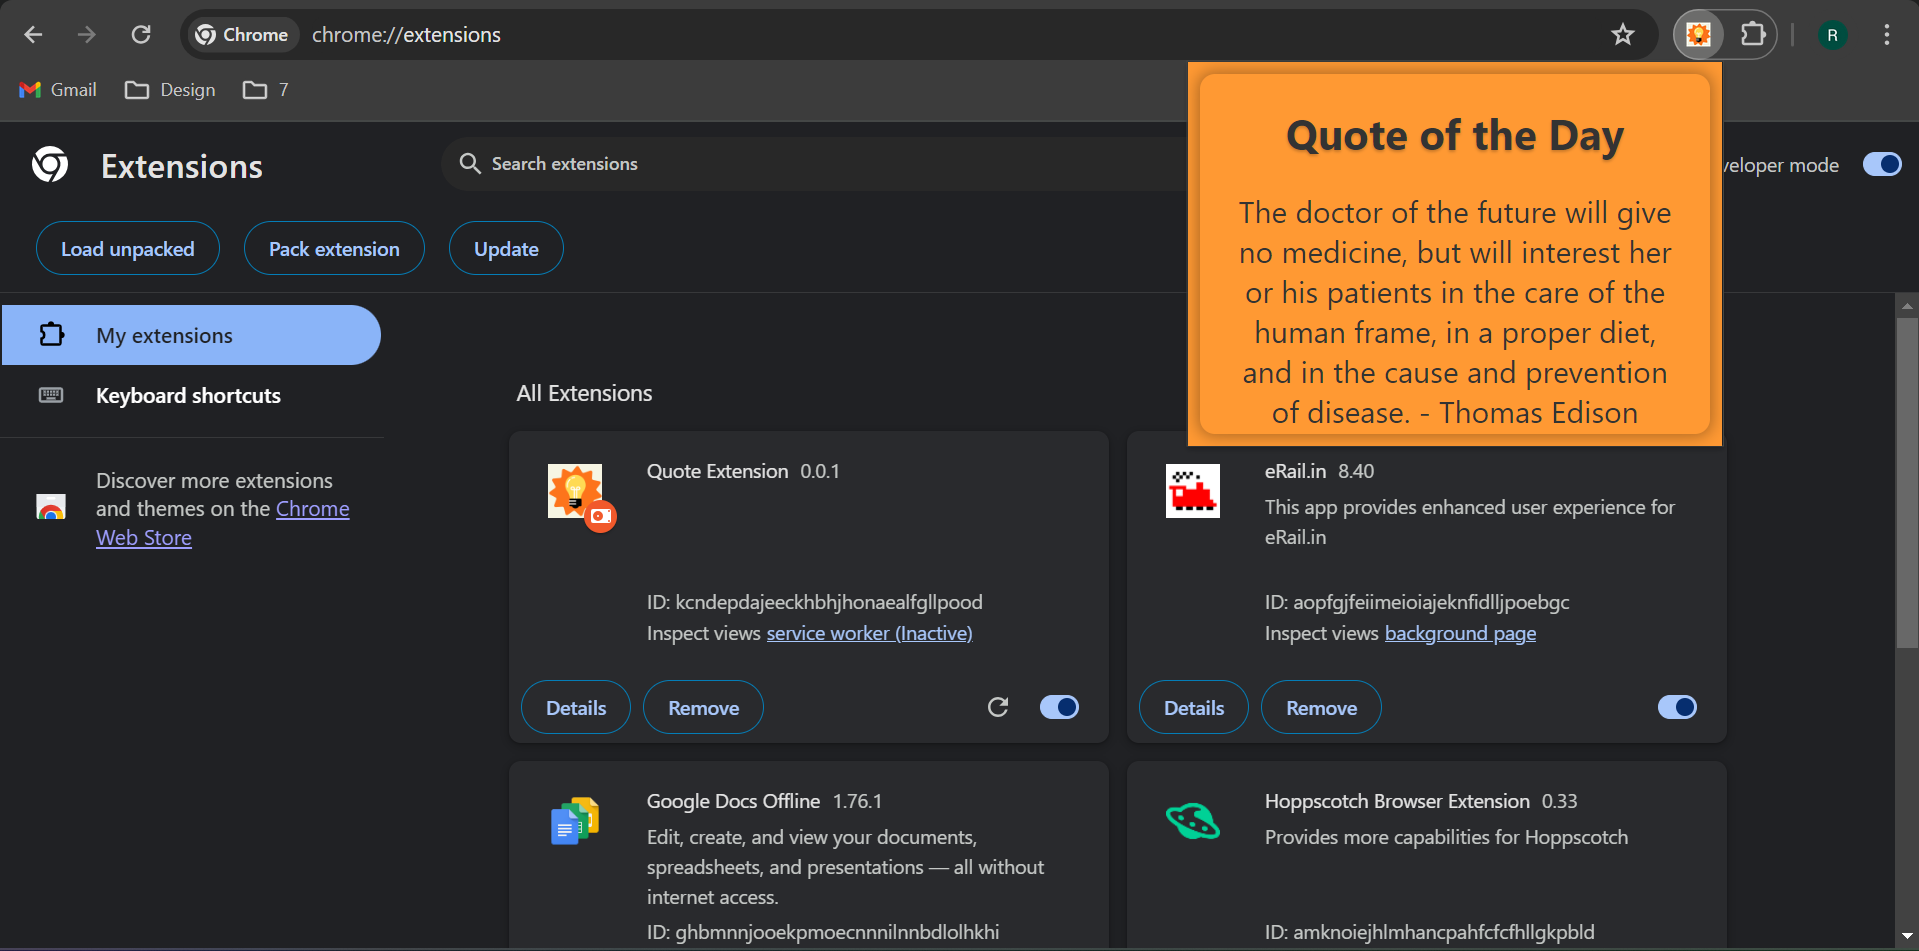 Chrome
chrome://extensions
R
Gmail
Design
7
Extensions
Search extensions
veloper mode
Load unpacked
Pack extension
Update
Quote of the Day
The doctor of the future will give
no medicine, but will interest her
or his patients in the care of the
human frame, in a proper diet,
and in the cause and prevention
of disease. - Thomas Edison
My extensions
Keyboard shortcuts
Discover more extensions
and themes on the Chrome
Web Store
All Extensions
Quote Extension 0.0.1
ID: kcndepdajeeckhbhjhonaealfgllpood
Inspect views service worker (Inactive)
Details
Remove
eRail.in 8.40
This app provides enhanced user experience for
eRail.in
ID: aopfgjfeiimeioiajeknfidlljpoebgc
Inspect views background page
Details
Remove
Google Docs Offline 1.76.1
Edit, create, and view your documents,
spreadsheets, and presentations — all without
internet access.
ID: ghbmnnjooekpmoecnnnilnnbdlolhkhi
Hoppscotch Browser Extension 0.33
Provides more capabilities for Hoppscotch
ID: amknoiejhlmhancpahfcfcfhllgkpbld